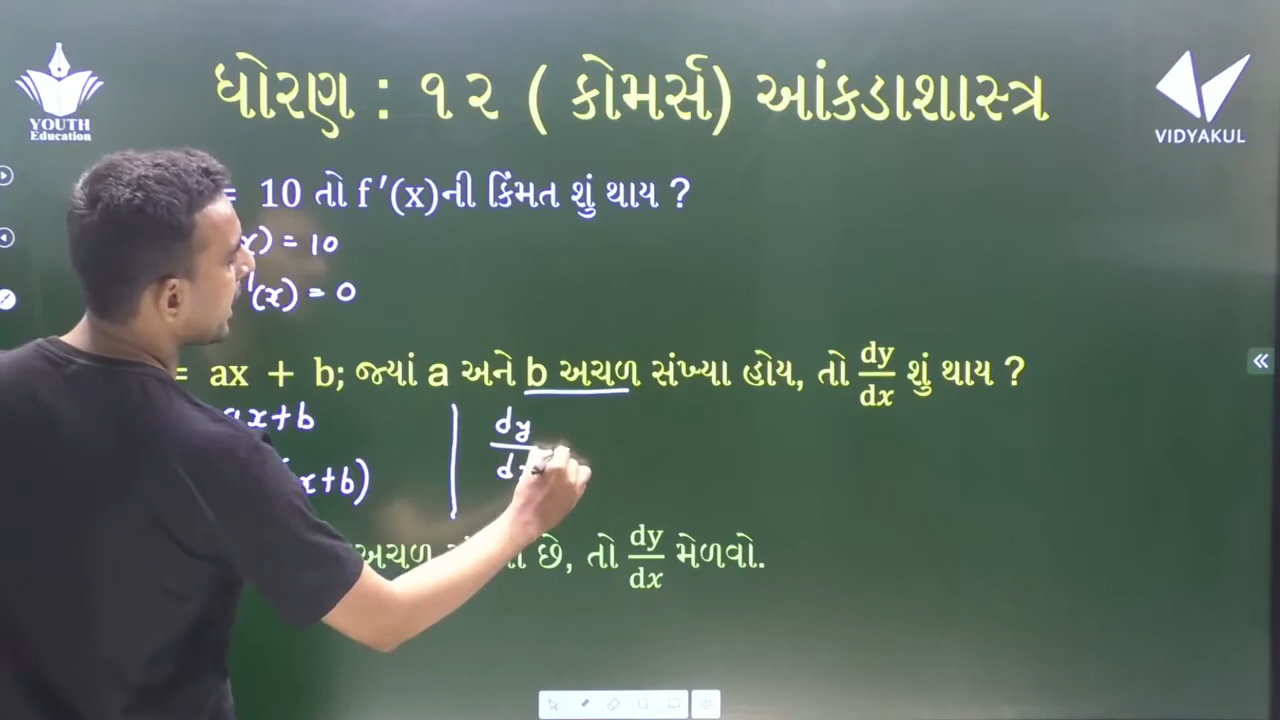 YOUTH
Education
ધોરણ : ૧૨ ( કોમર્સ) આંકડાશાસ્ત્ર
VIDYAKUL
= 10 તો f ′(x)ની કિંમત શું થાય ?
x) = 10
′(x) = 0
= ax + b; જ્યાં a અને b અચળ સંખ્યા હોય, તો dy/dx શું થાય ?
ax+b
dy
x+b)
અચળ
છે, તો dy/dx મેળવો.